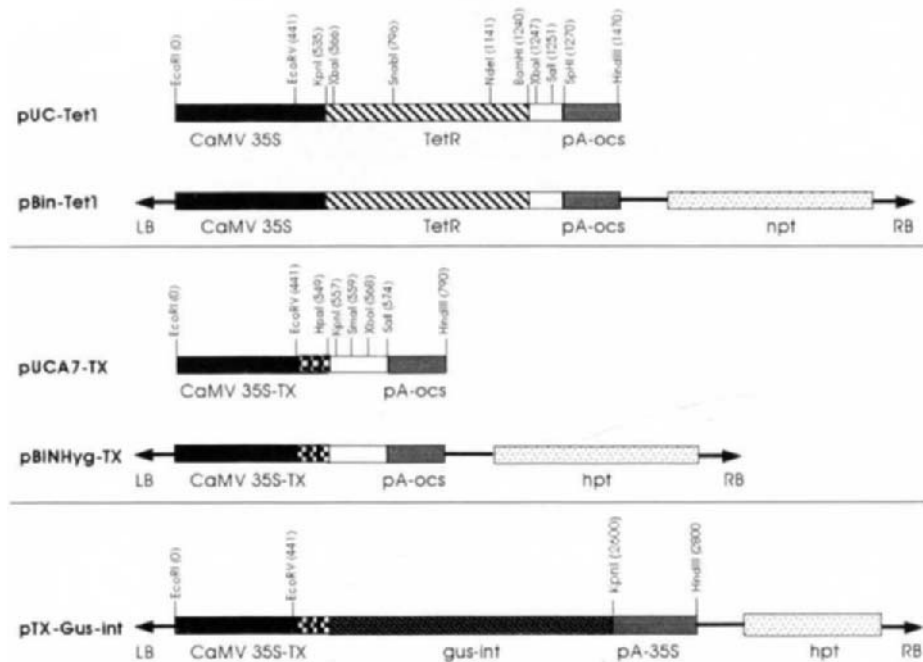 EcoRI (0)
EcoRV (441)
KpnI (535)
XbaI (566)
SnabI (796)
NdeI (1141)
BamHI (1240)
XbaI (1247)
SalI (1251)
SpHI (1270)
HindIII (1470)
pUC-Tet1
CaMV 35S TetR pA-ocs
pBin-Tet1
LB CaMV 35S TetR pA-ocs npt RB
EcoRI (0)
EcoRV (441)
HpaI (549)
KpnI (557)
SmaI (559)
XbaI (568)
SalI (574)
HindIII (790)
pUCA7-TX
CaMV 35S-TX pA-ocs
pBINHyg-TX
LB CaMV 35S-TX pA-ocs hpt RB
EcoRI (0)
EcoRV (441)
KpnI (2600)
HindIII (2800
pTX-Gus-int
LB CaMV 35S-TX gus-int pA-35S hpt RB